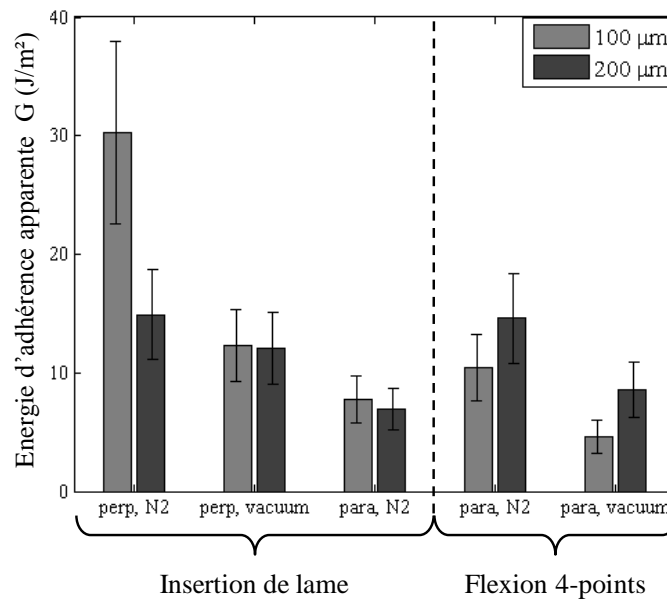 40
100 μm
200 μm
30
20
10
0
Energie d'adhérence apparente G (J/m²)
perp, N2
perp, vacuum
para, N2
para, N2
para, vacuum
Insertion de lame
Flexion 4-points